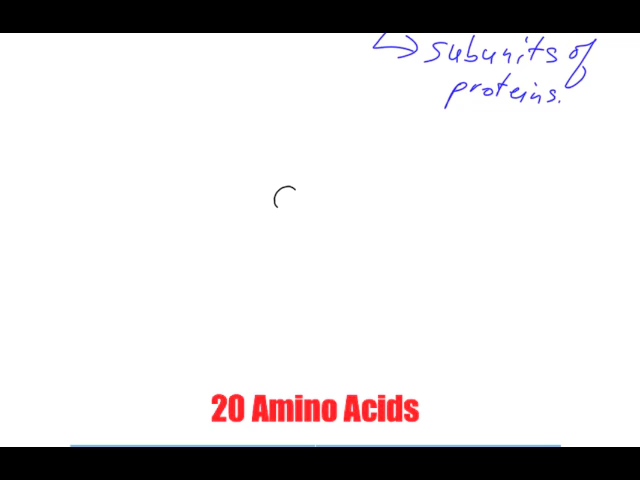 ↳ subunits of
proteins.
C
20 Amino Acids